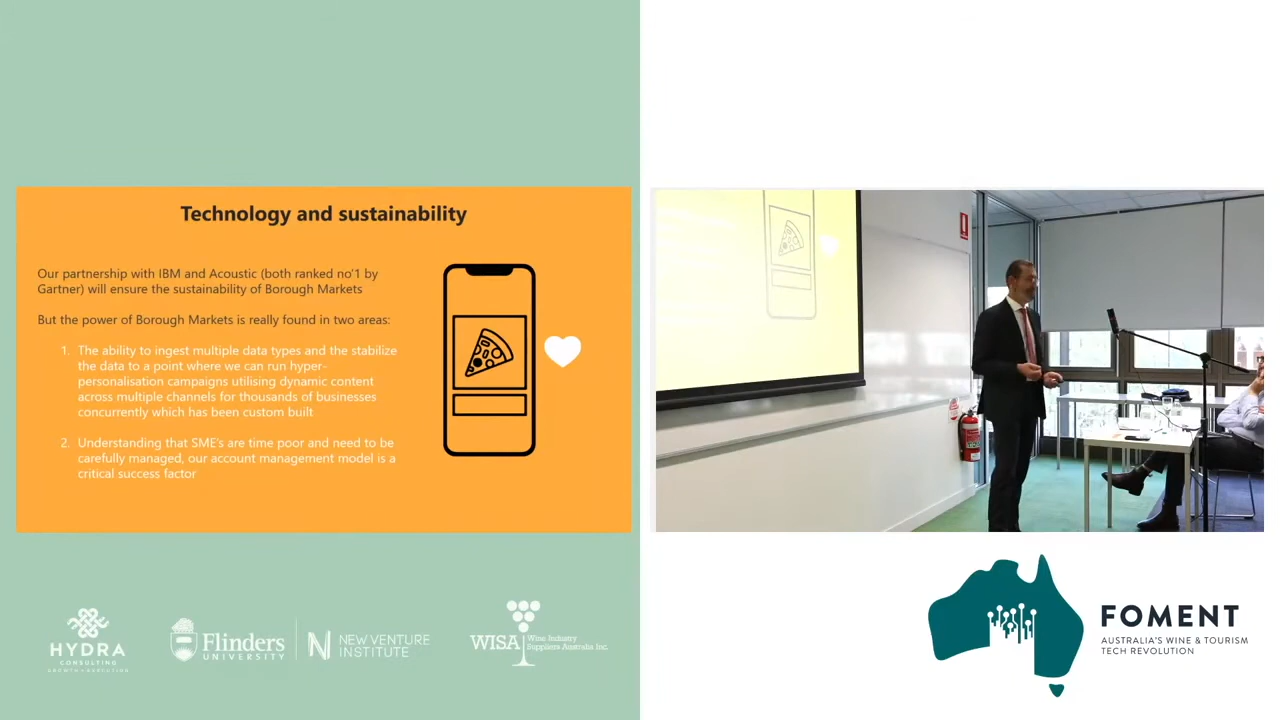 Technology and sustainability
Our partnership with IBM and Acoustic (both ranked no'1 by
Gartner) will ensure the sustainability of Borough Markets
But the power of Borough Markets is really found in two areas:
1. The ability to ingest multiple data types and the stabilize
the data to a point where we can run hyper-
personalisation campaigns utilising dynamic content
across multiple channels for thousands of businesses
concurrently which has been custom built
2. Understanding that SME's are time poor and need to be
carefully managed, our account management model is a
critical success factor
HYDRA
CONSULTING
GROWTH + EXECUTION
Flinders
UNIVERSITY
NEW VENTURE
INSTITUTE
WISA
Wine Industry
Suppliers Australia Inc.
FOMENT
AUSTRALIA'S WINE & TOURISM
TECH REVOLUTION